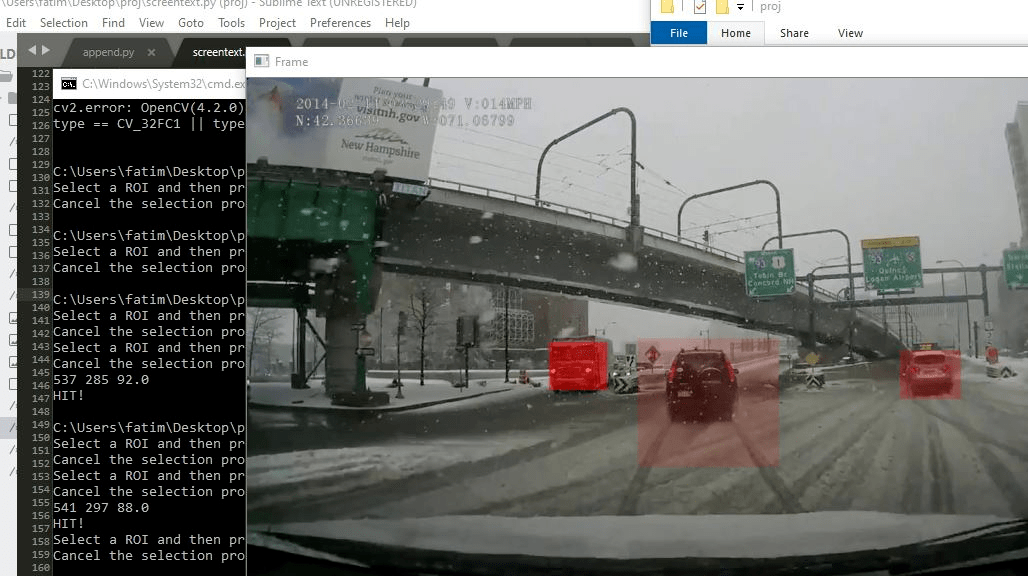 \Users\fatim\Desktop\proj\screentext.py (proj) - Sublime Text (UNREGISTERED)
Edit Selection Find View Goto Tools Project Preferences Help
proj
File Home Share View
append.py × screentext.
C:\Windows\System32\cmd.ex
Frame
122
123
124
125
126
127
128
129
130
131
132
133
134
135
136
137
138
139
140
141
142
143
144
145
146
147
148
149
150
151
152
153
154
155
156
157
158
159
160
cv2.error: OpenCV(4.2.0)
type == CV_32FC1 || type
C:\Users\fatim\Desktop\p
Select a ROI and then pr
Cancel the selection pro
C:\Users\fatim\Desktop\p
Select a ROI and then pr
Cancel the selection pro
C:\Users\fatim\Desktop\p
Select a ROI and then pr
Cancel the selection pro
Select a ROI and then pr
Cancel the selection pro
537 285 92.0
HIT!
C:\Users\fatim\Desktop\p
Select a ROI and then pr
Cancel the selection pro
Select a ROI and then pr
Cancel the selection pro
541 297 88.0
HIT!
Select a ROI and then pr
Cancel the selection pro
V:014MPH
Plan your
visitnh.gov
New Hampshire
TITAN
93 1
Tobin Br
Concord NH
93
Quincy
Logan Airport